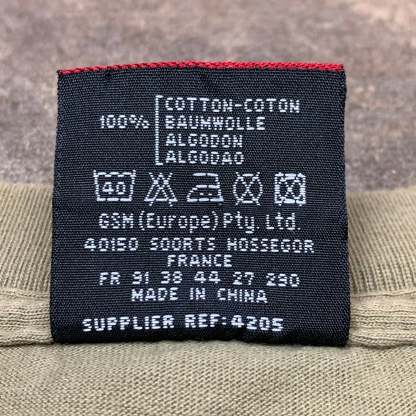 100% COTTON-COTON
BAUMWOLLE
ALGODON
ALGODAO
40
GSM (Europe) Pty. Ltd.
40150 SOORTS HOSSEGOR
FRANCE
FR 91 38 44 27 290
MADE IN CHINA
SUPPLIER REF:4205